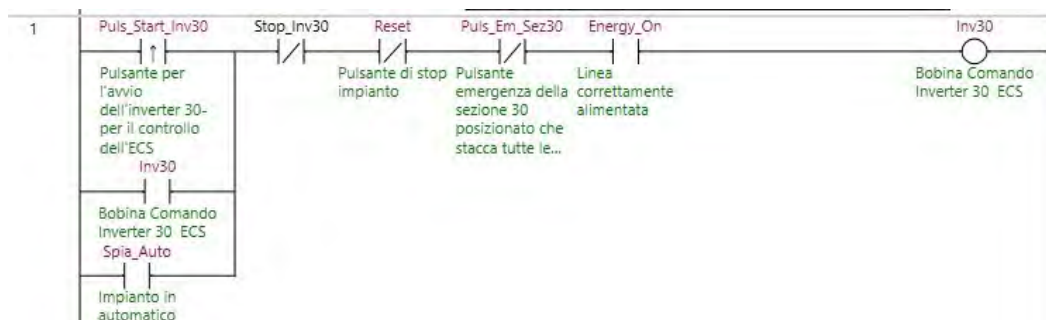 1
Puls_Start_Inv30
Stop_Inv30
Reset
Puls_Em_Sez30
Energy_On
Inv30
Pulsante per
l'avvio
dell'inverter 30-
per il controllo
dell'ECS
Pulsante di stop
impianto
Pulsante
emergenza della
sezione 30
posizionato che
stacca tutte le...
Linea
correttamente
alimentata
Bobina Comando
Inverter 30 ECS
Inv30
Bobina Comando
Inverter 30 ECS
Spia_Auto
Impianto in
automatico